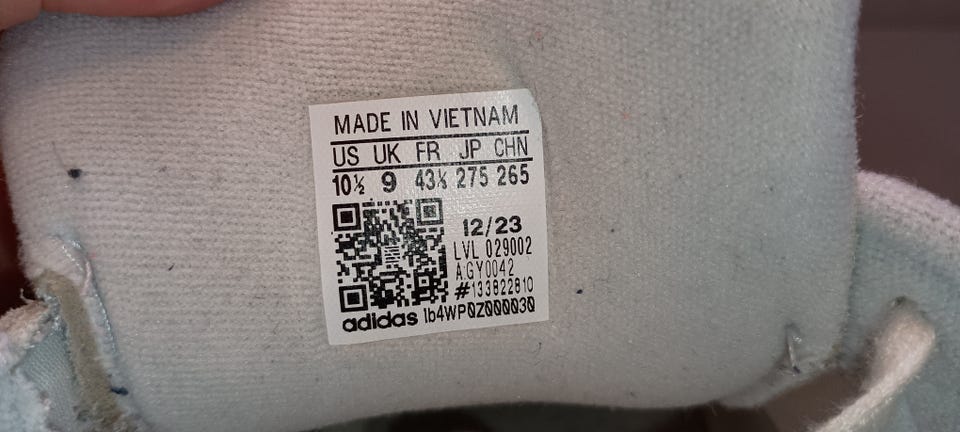 MADE IN VIETNAM
US UK FR JP CHN
10½ 9 43⅓ 275 265
12/23
LVL 029002
A:GY0042
#133822810
adidas lb4WP0Z000030